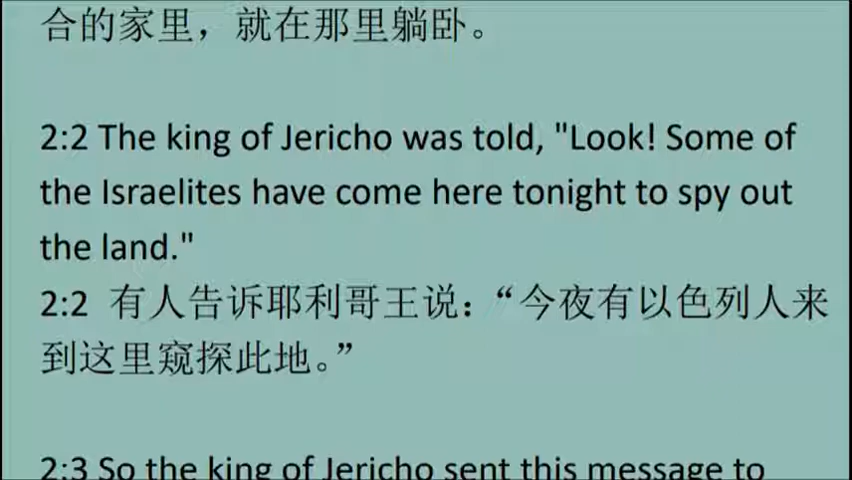 合的家里，就在那里躺卧。
2:2 The king of Jericho was told, "Look! Some of
the Israelites have come here tonight to spy out
the land."
2:2 有人告诉耶利哥王说：“今夜有以色列人来
到这里窥探此地。”
2:3 So the king of Jericho sent this message to